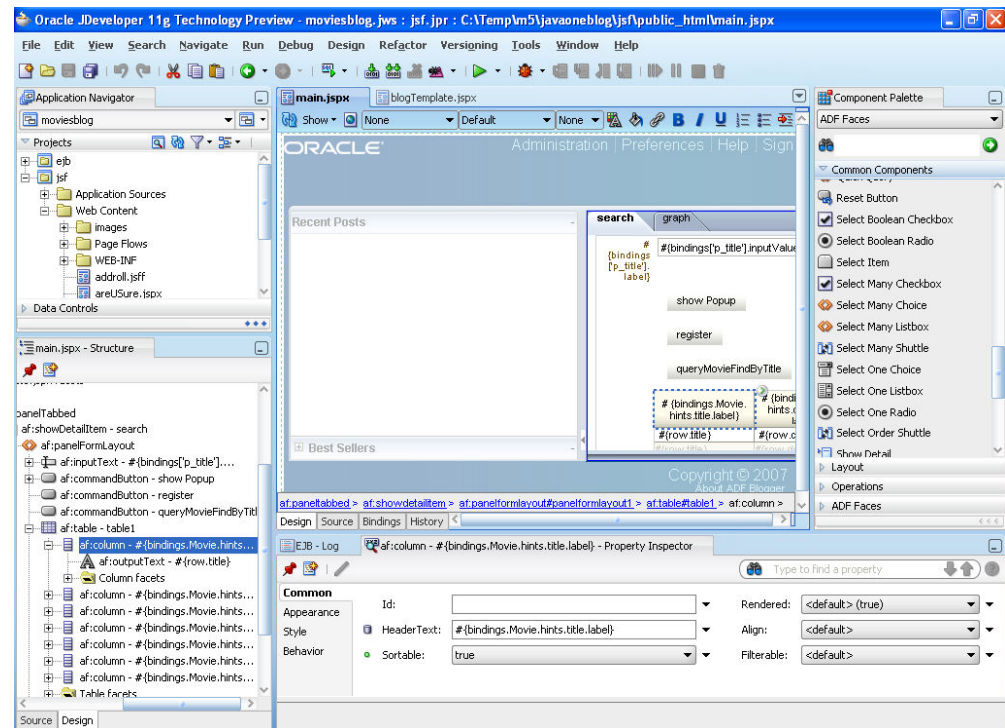 Oracle JDeveloper 11g Technology Preview - moviesblog.jws : jsf.jpr : C:\Temp\m5\javaoneblog\jsf\public_html\main.jspx
File Edit View Search Navigate Run Debug Design Refactor Versioning Tools Window Help
Application Navigator
moviesblog
Projects
ejb
jsf
Application Sources
Web Content
images
Page Flows
WEB-INF
addroll.jsff
areUSure.jspx
Data Controls
main.jspx - Structure
panelTabbed
af:showDetailItem - search
af:panelFormLayout
af:inputText - #{bindings['p_title']....
af:commandButton - show Popup
af:commandButton - register
af:commandButton - queryMovieFindByTitl
af:table - table1
af:column - #{bindings.Movie.hints...
af:outputText - #{row.title}
Column facets
af:column - #{bindings.Movie.hints...
af:column - #{bindings.Movie.hints...
af:column - #{bindings.Movie.hints...
af:column - #{bindings.Movie.hints...
af:column - #{bindings.Movie.hints...
af:column - #{bindings.Movie.hints...
Table facets
Source Design
main.jspx blogTemplate.jspx
Show None Default None B I U
ORACLE Administration | Preferences | Help | Sign
Recent Posts
Best Sellers
search graph
#
{bindings
['p_title'].
label}
#{bindings['p_title'].inputValue
show Popup
register
queryMovieFindByTitle
# {bindings.Movie.
hints.title.label}
# {bindi
hints.
#{row.title} #{row.
Copyright © 2007
About ADF Blogger
af:paneltabbed > af:showdetailitem > af:panelformlayout#panelformlayout1 > af:table#table1 > af:column >
Design Source Bindings History
Component Palette
ADF Faces
Common Components
Reset Button
Select Boolean Checkbox
Select Boolean Radio
Select Item
Select Many Checkbox
Select Many Choice
Select Many Listbox
Select Many Shuttle
Select One Choice
Select One Listbox
Select One Radio
Select Order Shuttle
Show Detail
Layout
Operations
ADF Faces
EJB - Log af:column - #{bindings.Movie.hints.title.label} - Property Inspector
Type to find a property
Common
Appearance
Style
Behavior
Id: Rendered: <default> (true)
HeaderText: #{bindings.Movie.hints.title.label} Align: <default>
Sortable: true Filterable: <default>